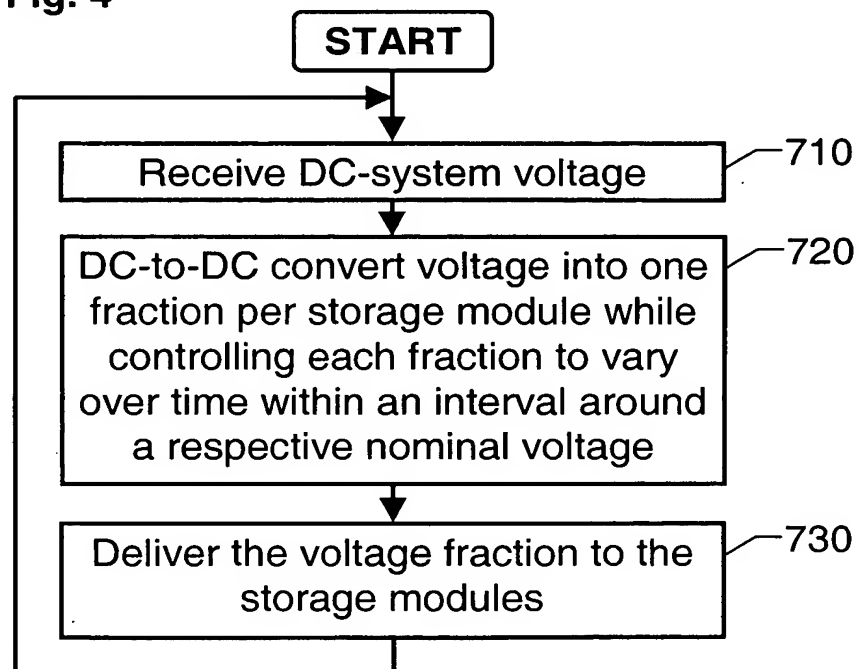 Fig. 4
START
Receive DC-system voltage
710
DC-to-DC convert voltage into one
fraction per storage module while
controlling each fraction to vary
over time within an interval around
a respective nominal voltage
720
Deliver the voltage fraction to the
storage modules
730